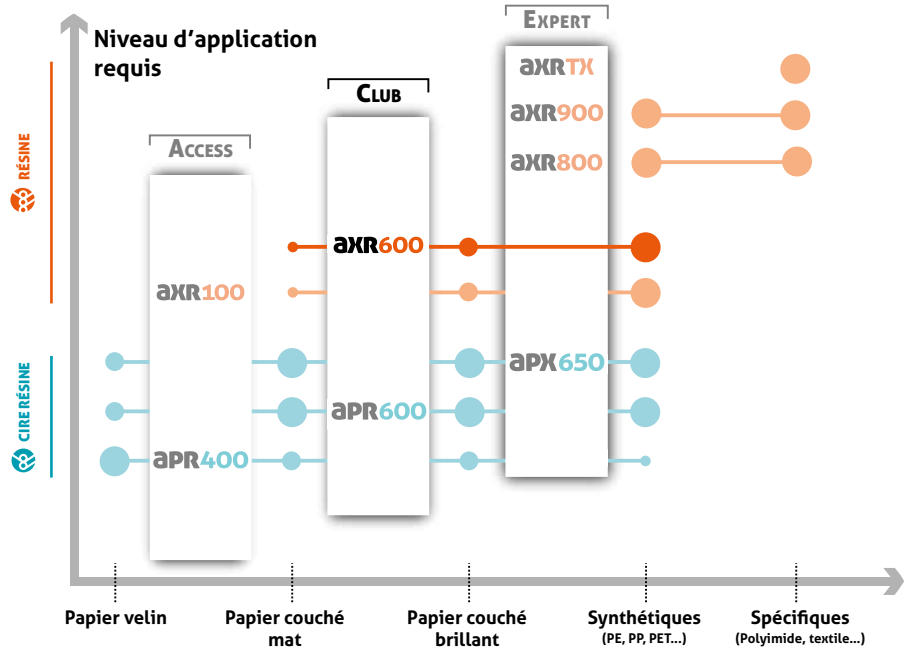 Niveau d’application
requis
EXPERT
CLUB
ACCESS
aXRTX
aXR900
aXR800
aXR600
aXR100
aPX650
aPR600
aPR400
RÉSINE
CIRE RÉSINE
Papier velin
Papier couché
mat
Papier couché
brillant
Synthétiques
(PE, PP, PET...)
Spécifiques
(Polyimide, textile...)